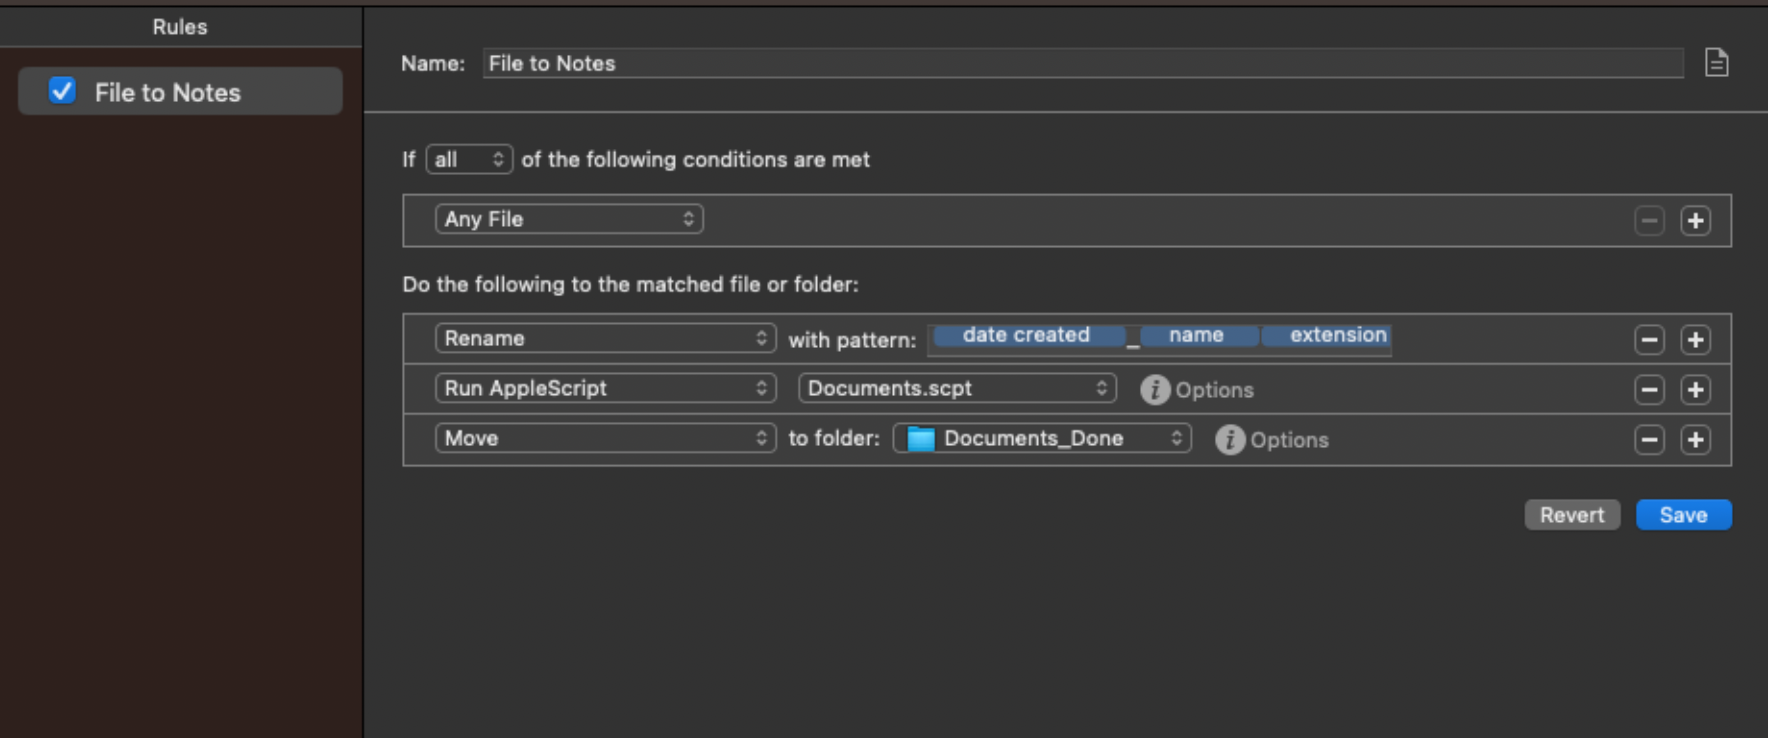 Rules
File to Notes
Name: File to Notes
If all of the following conditions are met
Any File
Do the following to the matched file or folder:
Rename with pattern: date created _ name extension
Run AppleScript Documents.scpt i Options
Move to folder: Documents_Done i Options
Revert Save